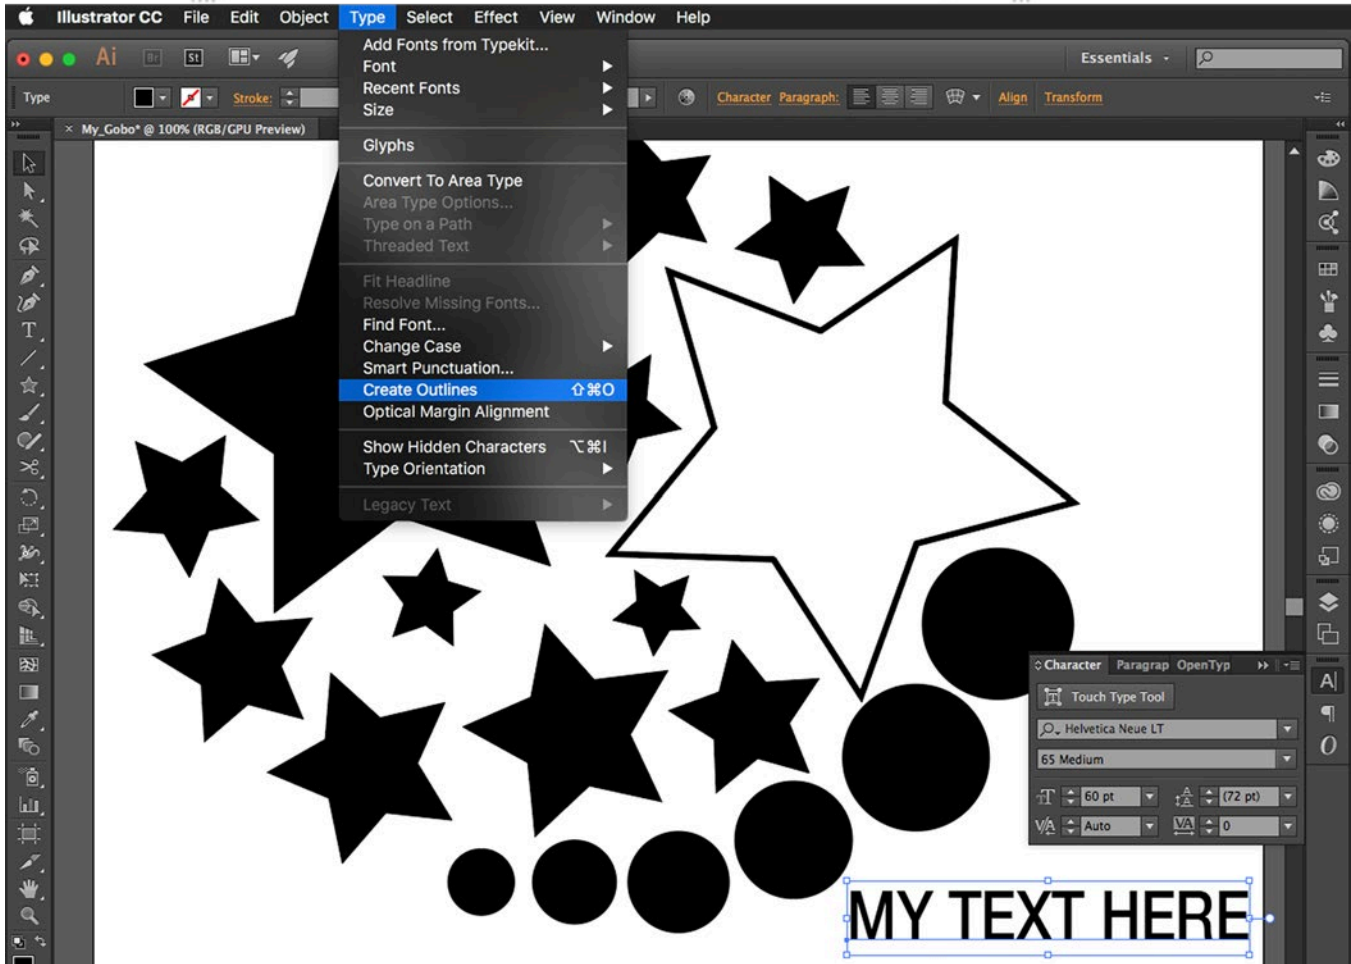 Illustrator CC File Edit Object Type Select Effect View Window Help
Ai Br St Essentials
Type Stroke: Character Paragraph: Align Transform
× My_Gobo* @ 100% (RGB/GPU Preview)
Add Fonts from Typekit...
Font
Recent Fonts
Size
Glyphs
Convert To Area Type
Area Type Options...
Type on a Path
Threaded Text
Fit Headline
Resolve Missing Fonts...
Find Font...
Change Case
Smart Punctuation...
Create Outlines ⇧⌘O
Optical Margin Alignment
Show Hidden Characters ⌥⌘I
Type Orientation
Legacy Text
Character Paragrap OpenTyp
Touch Type Tool
Helvetica Neue LT
65 Medium
60 pt (72 pt)
Auto 0
MY TEXT HERE